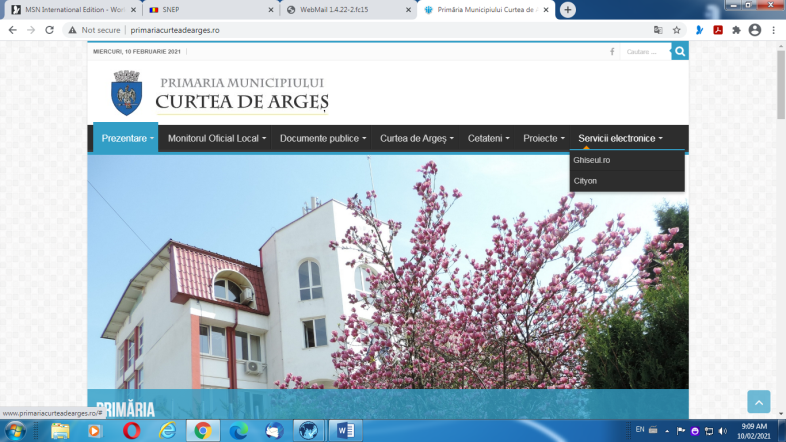 MSN International Edition - Worl
SNEP
WebMail 1.4.22-2.fc15
Primăria Municipiului Curtea de A
Not secure | primariacurteadearges.ro
MIERCURI, 10 FEBRUARIE 2021
Cautare ...
PRIMARIA MUNICIPIULUI
CURTEA DE ARGEȘ
Prezentare
Monitorul Oficial Local
Documente publice
Curtea de Argeș
Cetateni
Proiecte
Servicii electronice
Ghiseul.ro
Cityon
PRIMĂRIA
www.primariacurteadearges.ro/#
EN
9:09 AM
10/02/2021